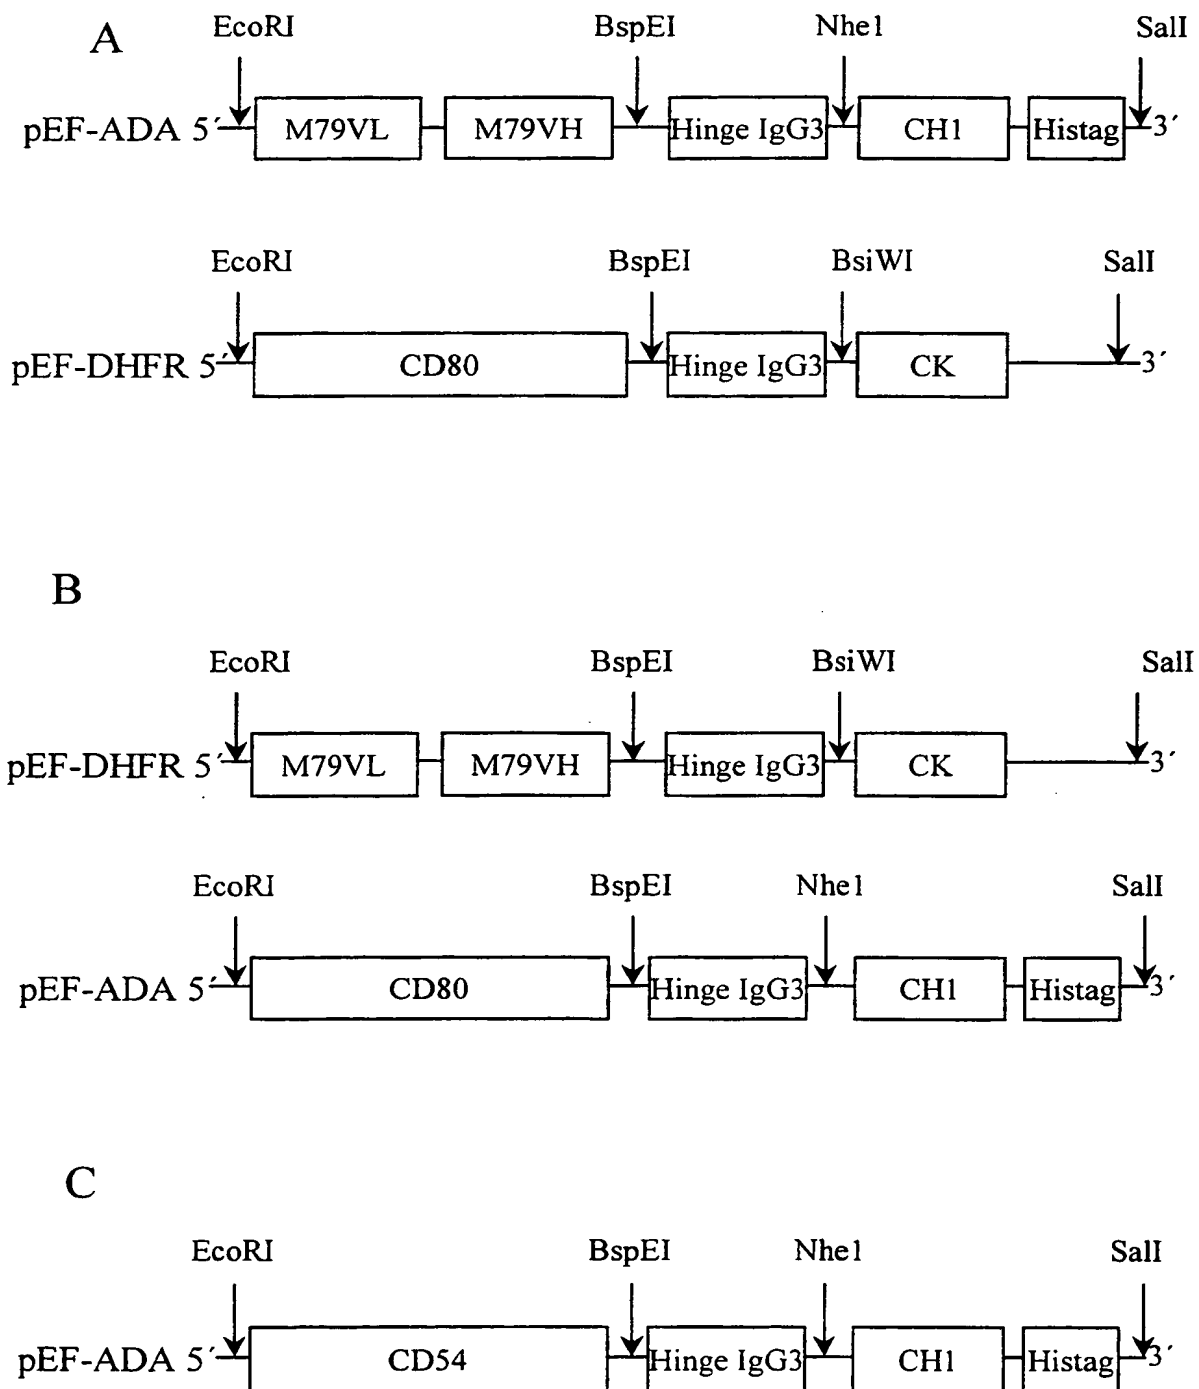 A
EcoRI BspEI Nhe1 SalI
pEF-ADA 5´ M79VL M79VH Hinge IgG3 CH1 Histag 3´
EcoRI BspEI BsiWI SalI
pEF-DHFR 5´ CD80 Hinge IgG3 CK 3´
B
EcoRI BspEI BsiWI SalI
pEF-DHFR 5´ M79VL M79VH Hinge IgG3 CK 3´
EcoRI BspEI Nhe1 SalI
pEF-ADA 5´ CD80 Hinge IgG3 CH1 Histag 3´
C
EcoRI BspEI Nhe1 SalI
pEF-ADA 5´ CD54 Hinge IgG3 CH1 Histag 3´